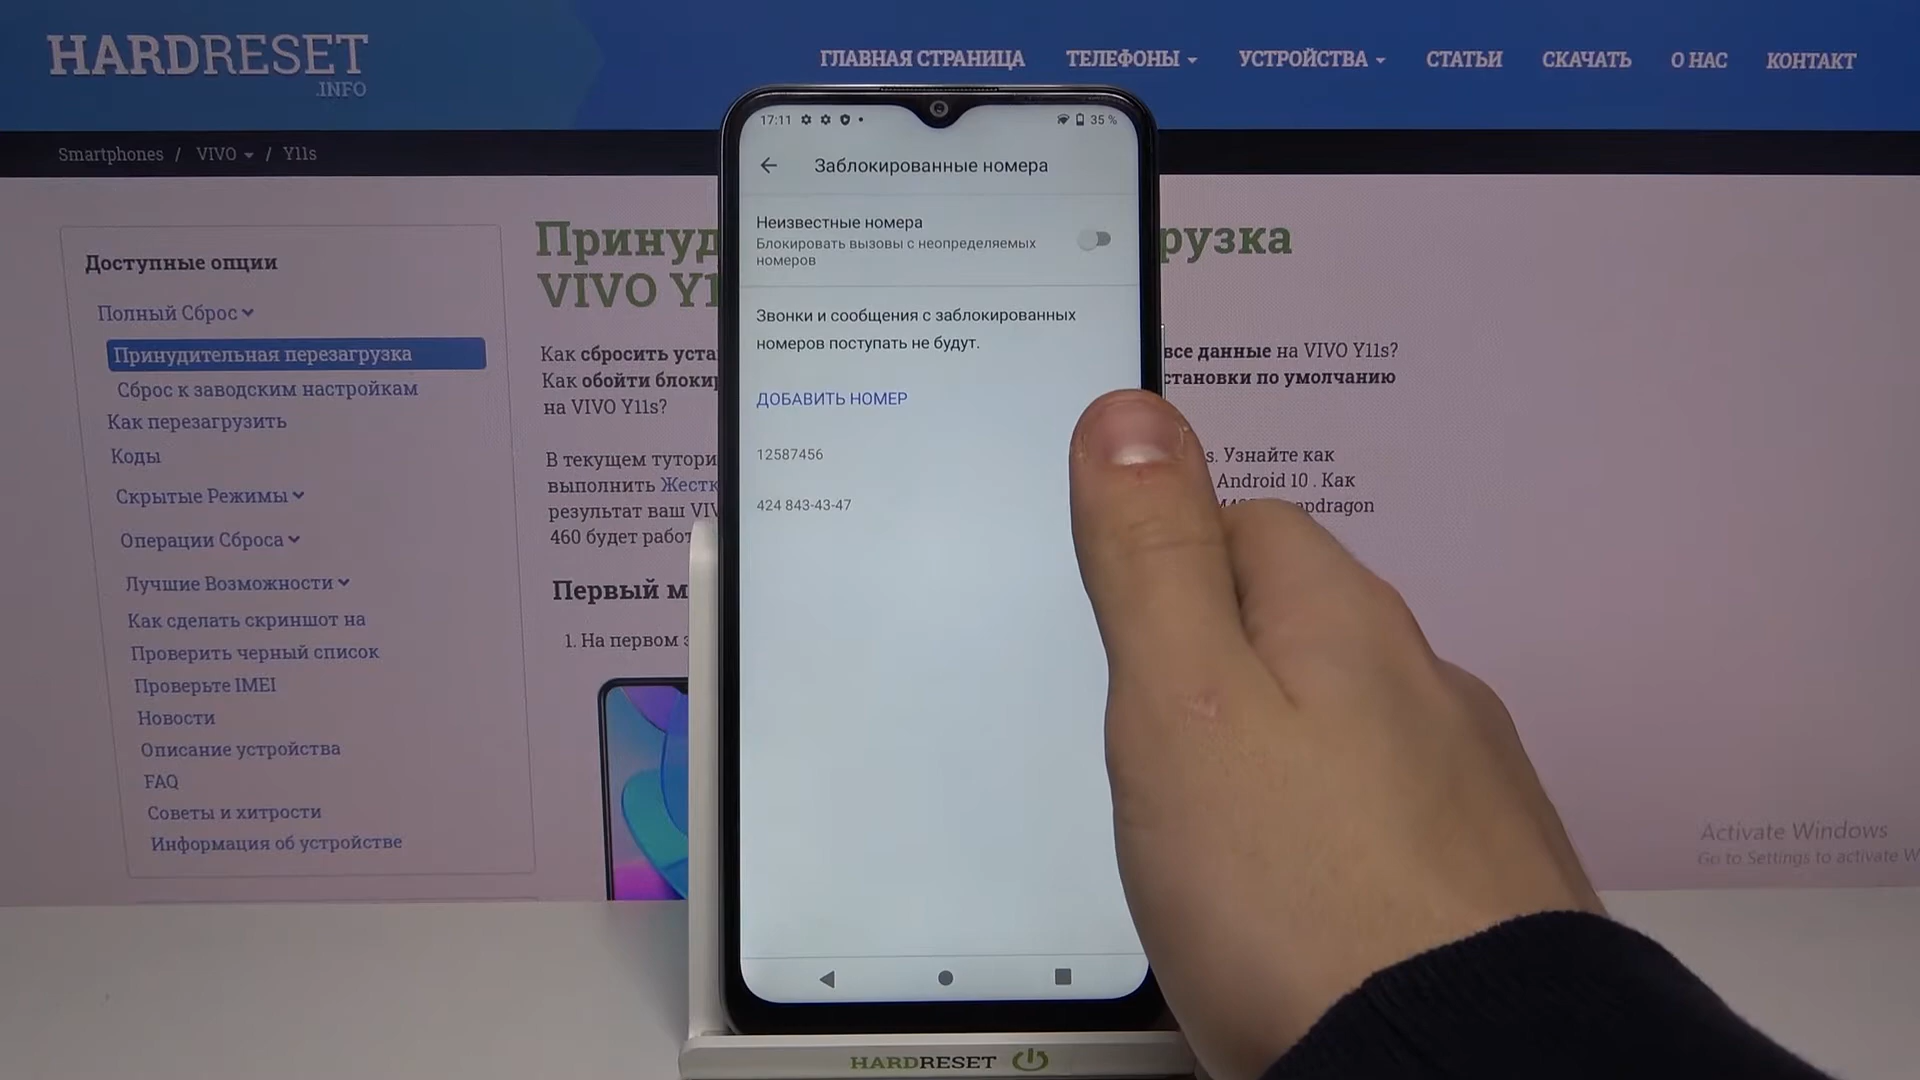 HARDRESET
.INFO
ГЛАВНАЯ СТРАНИЦА ТЕЛЕФОНЫ УСТРОЙСТВА СТАТЬИ СКАЧАТЬ О НАС КОНТАКТ
Smartphones / VIVO / Y11s
Доступные опции
Полный Сброс
Принудительная перезагрузка
Сброс к заводским настройкам
Как перезагрузить
Коды
Скрытые Режимы
Операции Сброса
Лучшие Возможности
Как сделать скриншот на
Проверить черный список
Проверьте IMEI
Новости
Описание устройства
FAQ
Советы и хитрости
Информация об устройстве
Принуд рузка
VIVO Y1
Как сбросить уста все данные на VIVO Y11s?
Как обойти блокир становки по умолчанию
на VIVO Y11s?
В текущем тутори s. Узнайте как
выполнить Жестк Android 10 . Как
результат ваш VIV apdragon
460 будет работ
Первый м
1. На первом э
17:11 35 %
Заблокированные номера
Неизвестные номера
Блокировать вызовы с неопределяемых
номеров
Звонки и сообщения с заблокированных
номеров поступать не будут.
ДОБАВИТЬ НОМЕР
12587456
424 843-43-47
Activate Windows
Go to Settings to activate W
HARDRESET